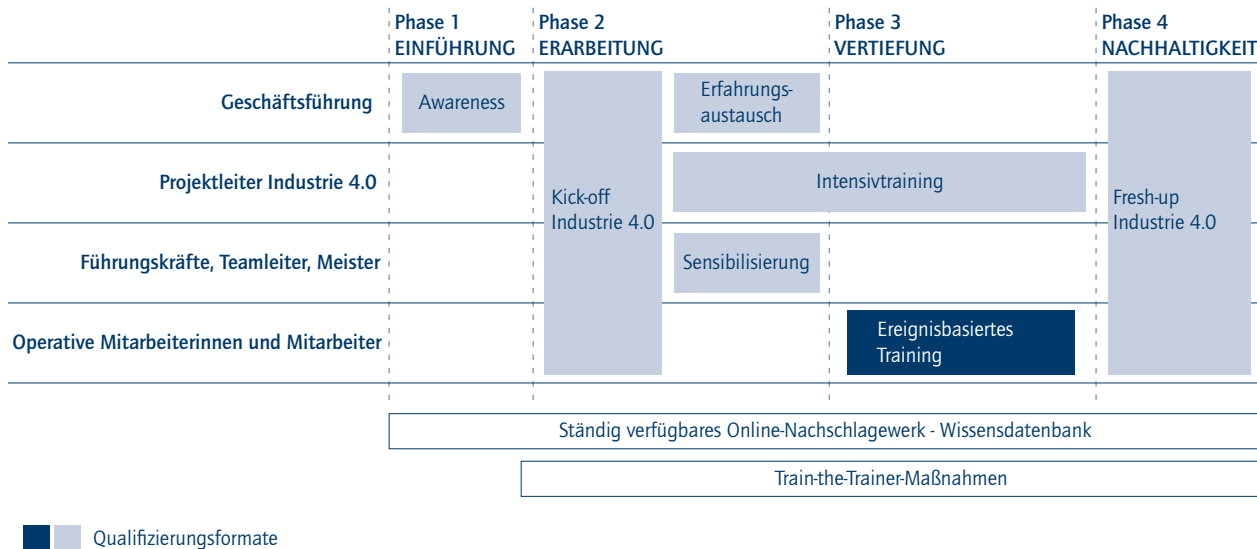 Phase 1
EINFÜHRUNG
Phase 2
ERARBEITUNG
Phase 3
VERTIEFUNG
Phase 4
NACHHALTIGKEIT
Geschäftsführung
Awareness
Erfahrungs-
austausch
Projektleiter Industrie 4.0
Intensivtraining
Kick-off
Industrie 4.0
Fresh-up
Industrie 4.0
Führungskräfte, Teamleiter, Meister
Sensibilisierung
Operative Mitarbeiterinnen und Mitarbeiter
Ereignisbasiertes
Training
Ständig verfügbares Online-Nachschlagewerk - Wissensdatenbank
Train-the-Trainer-Maßnahmen
Qualifizierungsformate